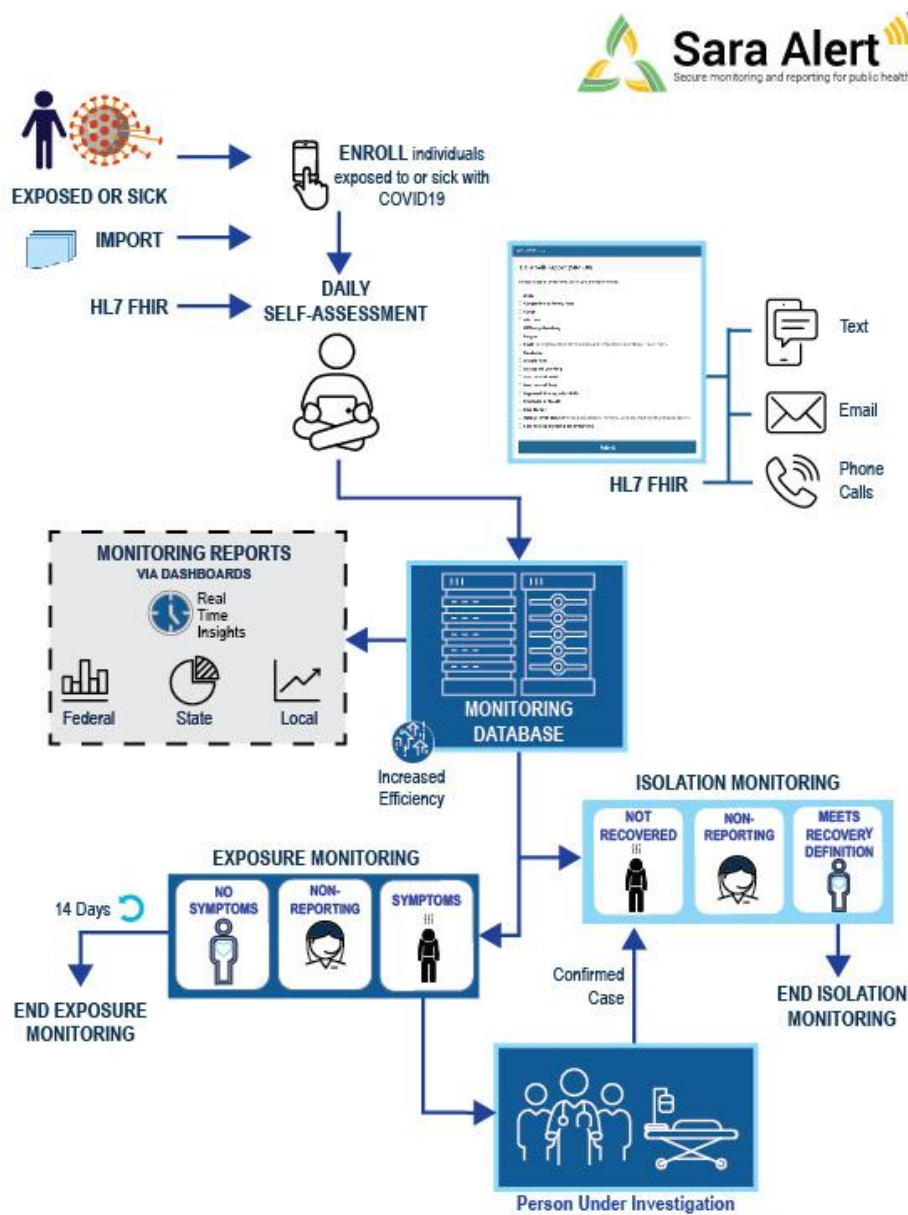 Sara Alert
Secure monitoring and reporting for public health
EXPOSED OR SICK
ENROLL individuals
exposed to or sick with
COVID19
IMPORT
HL7 FHIR
DAILY
SELF-ASSESSMENT
Text
Email
Phone
Calls
HL7 FHIR
MONITORING REPORTS
VIA DASHBOARDS
Real
Time
Insights
Federal
State
Local
MONITORING
DATABASE
Increased
Efficiency
ISOLATION MONITORING
NOT
RECOVERED
NON-
REPORTING
MEETS
RECOVERY
DEFINITION
EXPOSURE MONITORING
14 Days
NO
SYMPTOMS
NON-
REPORTING
SYMPTOMS
END EXPOSURE
MONITORING
Confirmed
Case
END ISOLATION
MONITORING
Person Under Investigation